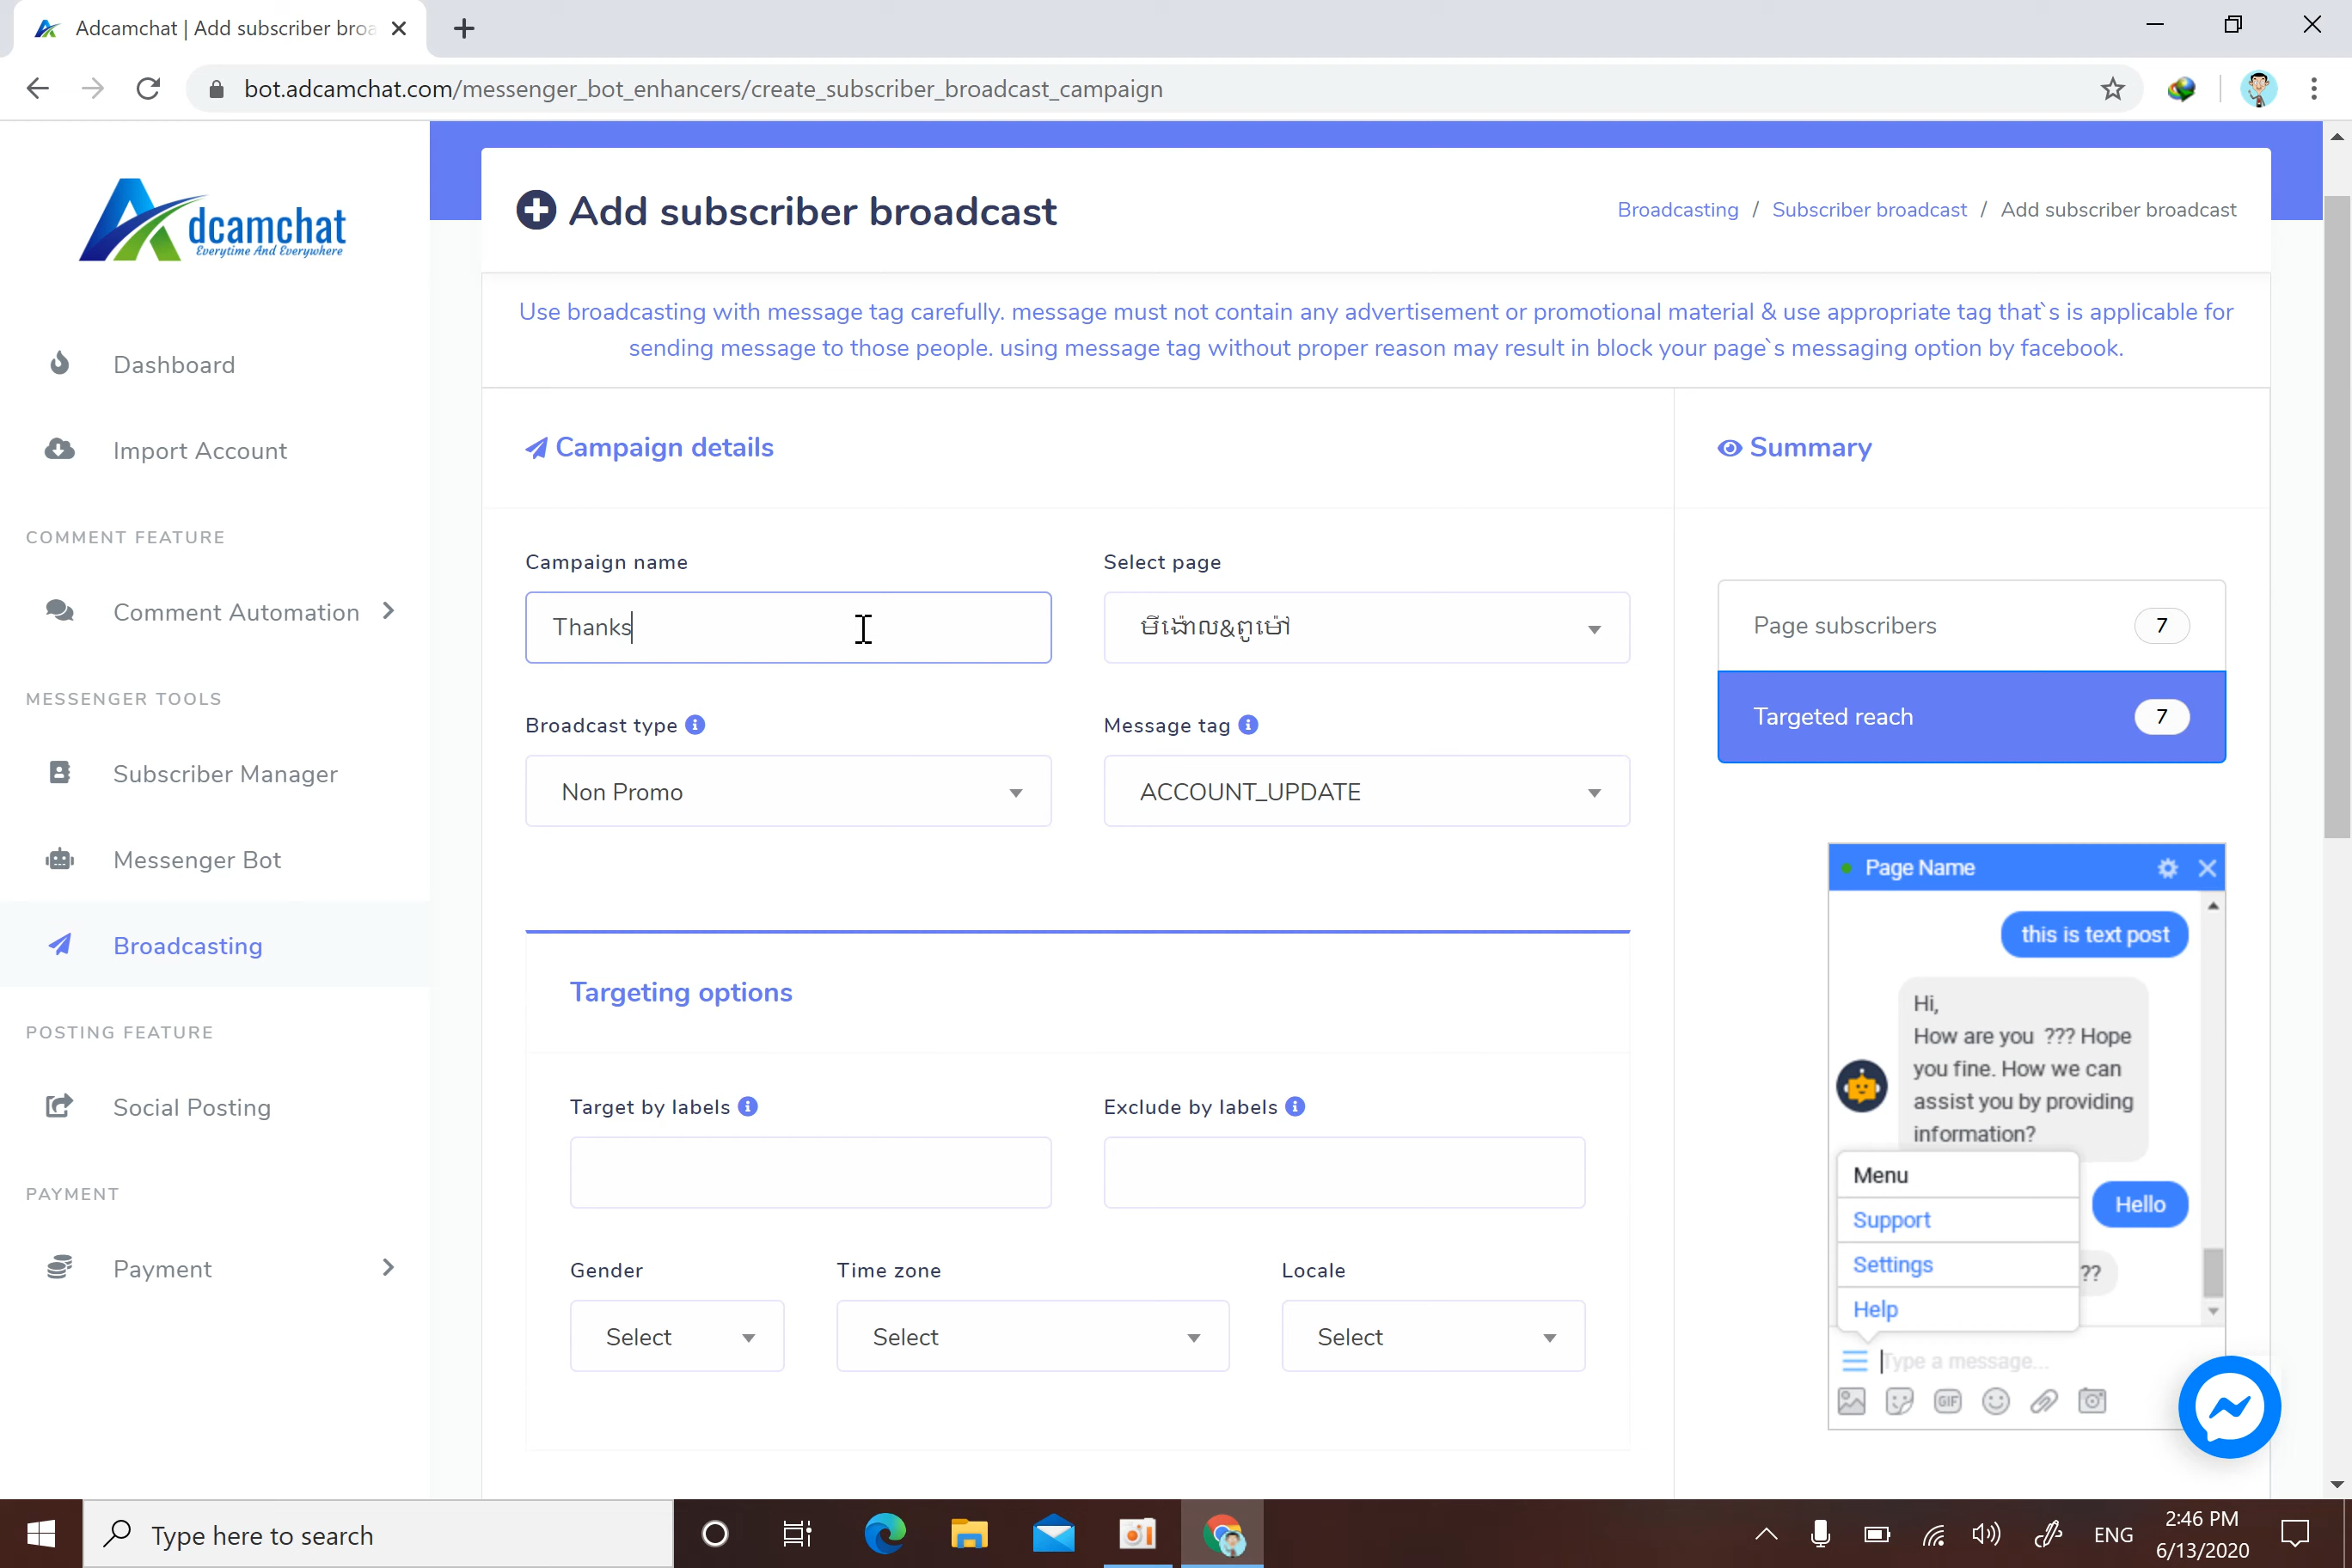 Adcamchat | Add subscriber broa
bot.adcamchat.com/messenger_bot_enhancers/create_subscriber_broadcast_campaign
Adcamchat
Everytime And Everywhere
Dashboard
Import Account
COMMENT FEATURE
Comment Automation
MESSENGER TOOLS
Subscriber Manager
Messenger Bot
Broadcasting
POSTING FEATURE
Social Posting
PAYMENT
Payment
Add subscriber broadcast
Broadcasting / Subscriber broadcast / Add subscriber broadcast
Use broadcasting with message tag carefully. message must not contain any advertisement or promotional material & use appropriate tag that`s is applicable for
sending message to those people. using message tag without proper reason may result in block your page`s messaging option by facebook.
Campaign details
Campaign name
Thanks
Select page
មីង៉ោល&ពូម៉ៅ
Broadcast type
Non Promo
Message tag
ACCOUNT_UPDATE
Targeting options
Target by labels
Exclude by labels
Gender
Select
Time zone
Select
Locale
Select
Summary
Page subscribers 7
Targeted reach 7
Page Name
this is text post
Hi,
How are you ??? Hope
you fine. How we can
assist you by providing
information?
Hello
??
Menu
Support
Settings
Help
Type a message...
GIF
Type here to search
ENG
2:46 PM
6/13/2020